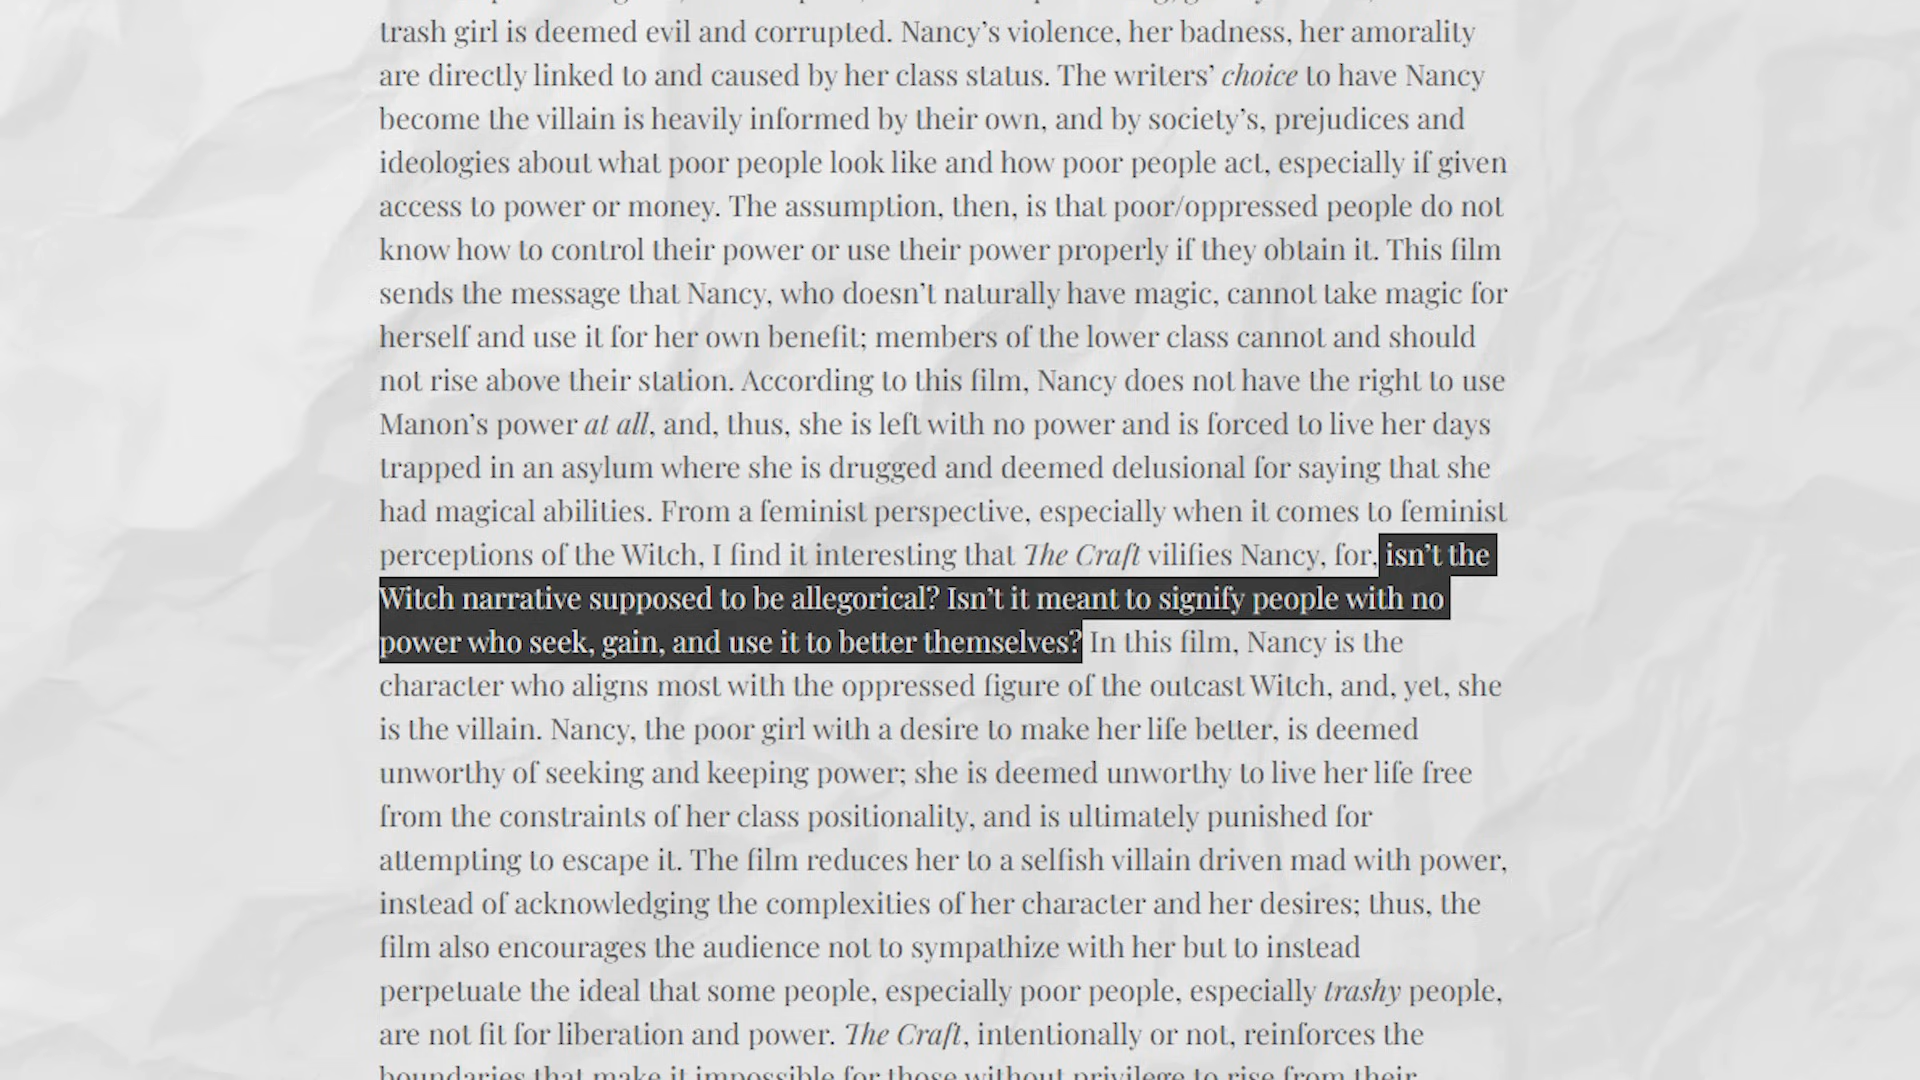 trash girl is deemed evil and corrupted. Nancy’s violence, her badness, her amorality
are directly linked to and caused by her class status. The writers’ choice to have Nancy
become the villain is heavily informed by their own, and by society’s, prejudices and
ideologies about what poor people look like and how poor people act, especially if given
access to power or money. The assumption, then, is that poor/oppressed people do not
know how to control their power or use their power properly if they obtain it. This film
sends the message that Nancy, who doesn’t naturally have magic, cannot take magic for
herself and use it for her own benefit; members of the lower class cannot and should
not rise above their station. According to this film, Nancy does not have the right to use
Manon’s power at all, and, thus, she is left with no power and is forced to live her days
trapped in an asylum where she is drugged and deemed delusional for saying that she
had magical abilities. From a feminist perspective, especially when it comes to feminist
perceptions of the Witch, I find it interesting that The Craft vilifies Nancy, for, isn’t the
Witch narrative supposed to be allegorical? Isn’t it meant to signify people with no
power who seek, gain, and use it to better themselves? In this film, Nancy is the
character who aligns most with the oppressed figure of the outcast Witch, and, yet, she
is the villain. Nancy, the poor girl with a desire to make her life better, is deemed
unworthy of seeking and keeping power; she is deemed unworthy to live her life free
from the constraints of her class positionality, and is ultimately punished for
attempting to escape it. The film reduces her to a selfish villain driven mad with power,
instead of acknowledging the complexities of her character and her desires; thus, the
film also encourages the audience not to sympathize with her but to instead
perpetuate the ideal that some people, especially poor people, especially trashy people,
are not fit for liberation and power. The Craft, intentionally or not, reinforces the
boundaries that make it impossible for those without privilege to rise from their